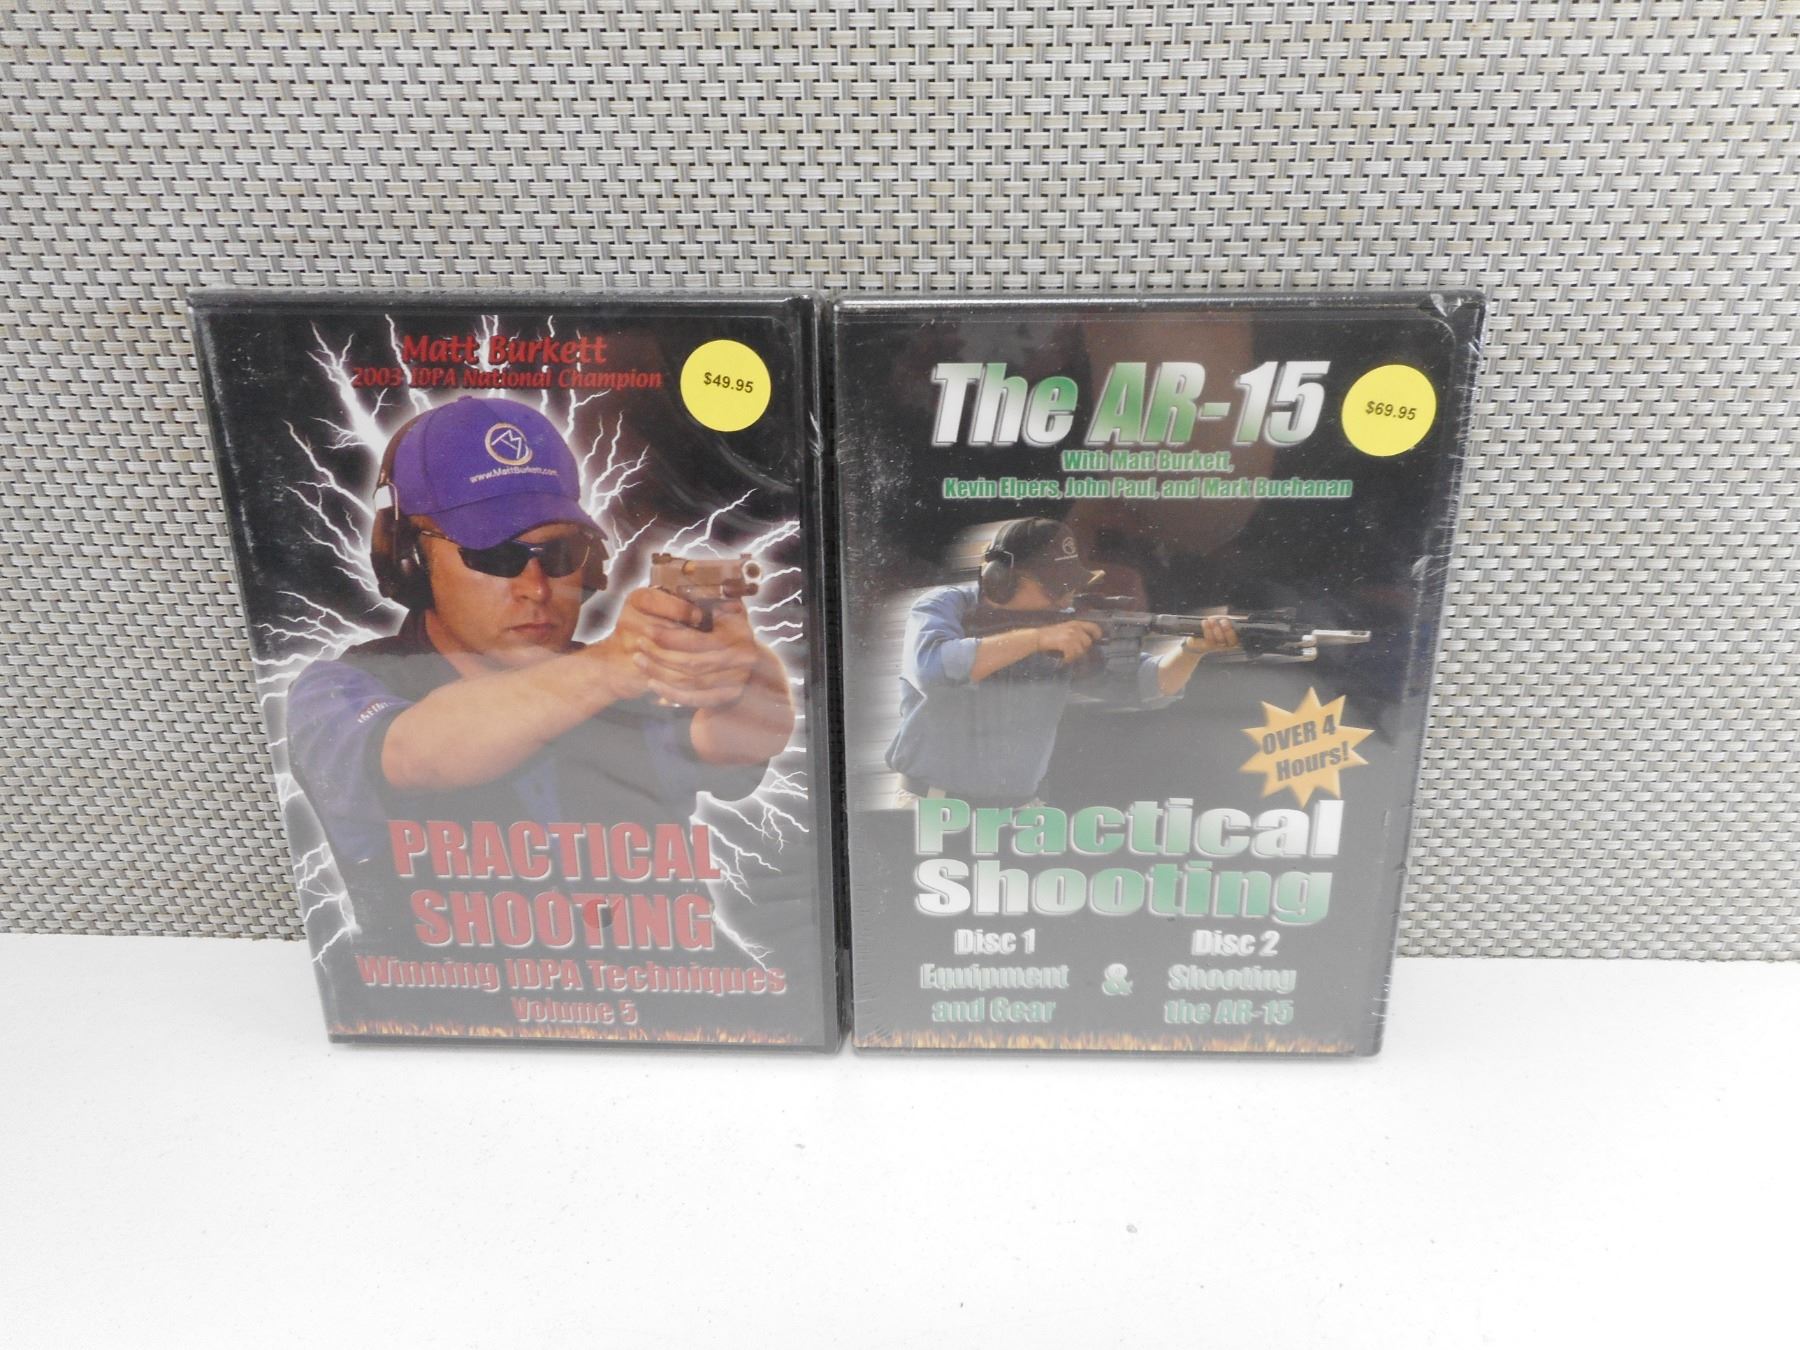 Matt Burkett
2003 IDPA National Champion
$49.95
www.MattBurkett.com
PRACTICAL
SHOOTING
Winning IDPA Techniques
Volume 5
The AR-15
$69.95
With Matt Burkett,
Kevin Elpers, John Paul, and Mark Buchanan
OVER 4
Hours!
Practical
Shooting
Disc 1
Equipment
and Gear
&
Disc 2
Shooting
the AR-15